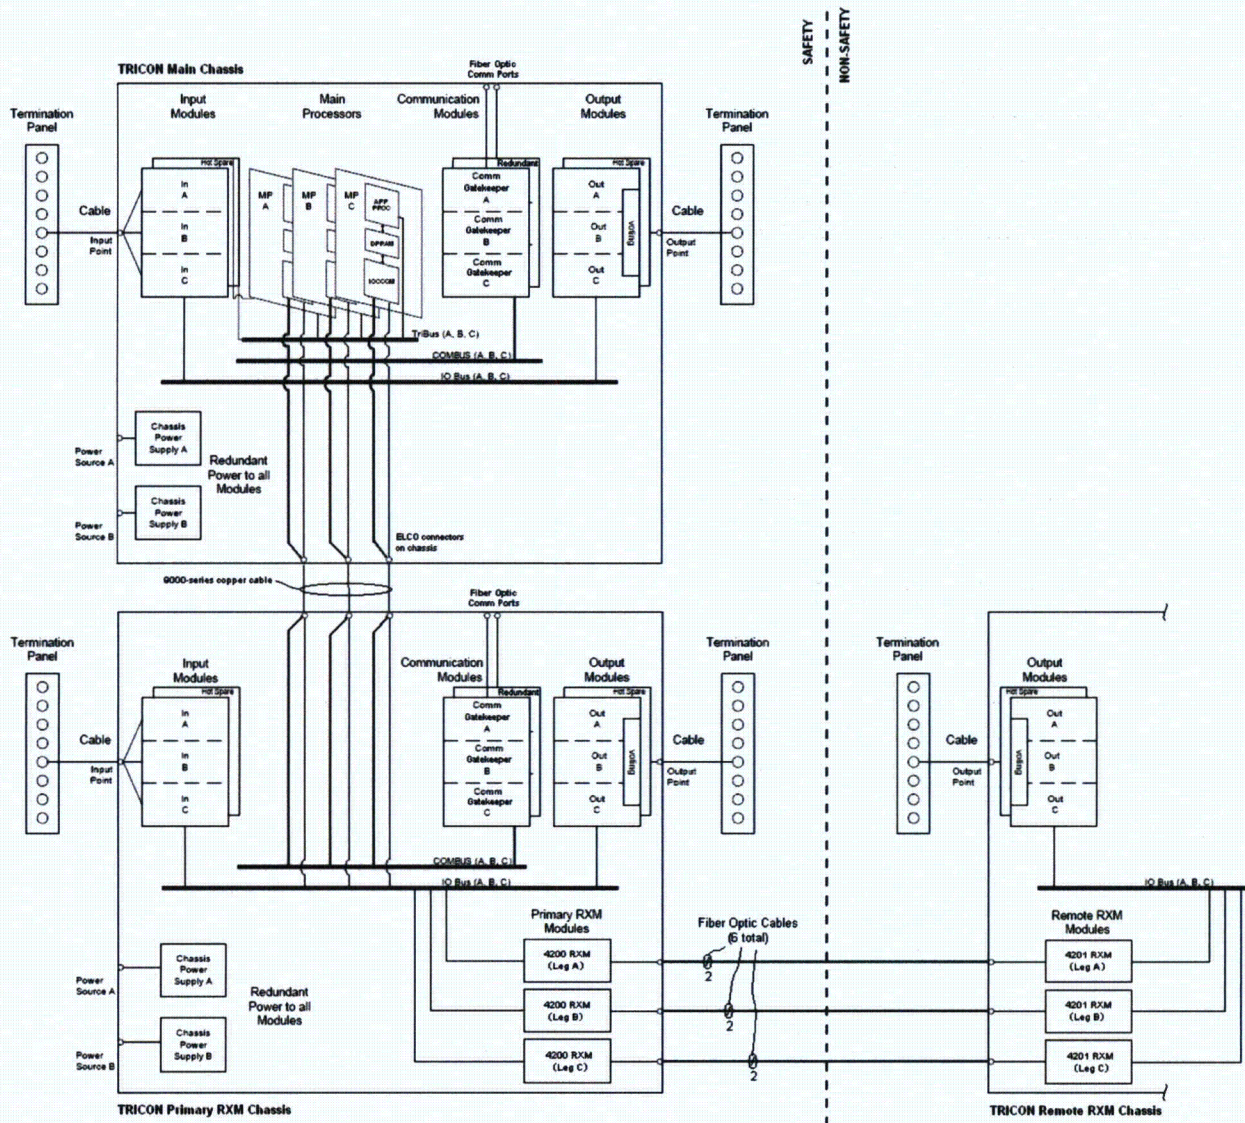 SAFETY
NON-SAFETY
TRICON Main Chassis
Fiber Optic
Comm Ports
Termination
Panel
Input
Modules
Main
Processors
Communication
Modules
Output
Modules
Termination
Panel
Hot Spare
Redundant
Hot Spare
In
A
In
B
In
C
MP
A
MP
B
MP
C
APP
PROC
DPRAM
IOCCOM
Comm
Gatekeeper
A
Comm
Gatekeeper
B
Comm
Gatekeeper
C
Out
A
Out
B
Out
C
Voting
Cable
Input
Point
Cable
Output
Point
TriBus (A, B, C)
COMBUS (A, B, C)
IO Bus (A, B, C)
Chassis
Power
Supply A
Power
Source A
Redundant
Power to all
Modules
Chassis
Power
Supply B
Power
Source B
ELCO connectors
on chassis
9000-series copper cable
Fiber Optic
Comm Ports
Termination
Panel
Input
Modules
Communication
Modules
Output
Modules
Termination
Panel
Termination
Panel
Output
Modules
Hot Spare
Redundant
Hot Spare
Hot Spare
In
A
In
B
In
C
Comm
Gatekeeper
A
Comm
Gatekeeper
B
Comm
Gatekeeper
C
Out
A
Out
B
Out
C
Voting
Voting
Out
A
Out
B
Out
C
Cable
Input
Point
Cable
Output
Point
Cable
Output
Point
COMBUS (A, B, C)
IO Bus (A, B, C)
IO Bus (A, B, C)
Primary RXM
Modules
Fiber Optic Cables
(6 total)
Remote RXM
Modules
4200 RXM
(Leg A)
2
4201 RXM
(Leg A)
4200 RXM
(Leg B)
2
4201 RXM
(Leg B)
4200 RXM
(Leg C)
2
4201 RXM
(Leg C)
Chassis
Power
Supply A
Power
Source A
Redundant
Power to all
Modules
Chassis
Power
Supply B
Power
Source B
TRICON Primary RXM Chassis
TRICON Remote RXM Chassis